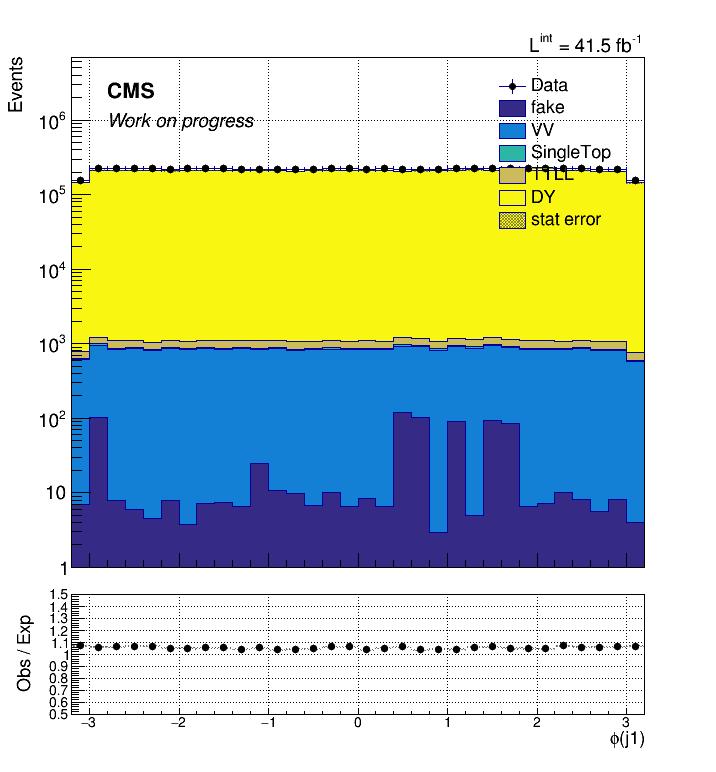 L^int = 41.5 fb^-1
Events
CMS
Work on progress
Data
fake
VV
SingleTop
TTLL
DY
stat error
10^6
10^5
10^4
10^3
10^2
10
1
Obs / Exp
1.5
1.4
1.3
1.2
1.1
1
0.9
0.8
0.7
0.6
0.5
−3 −2 −1 0 1 2 3
ϕ(j1)